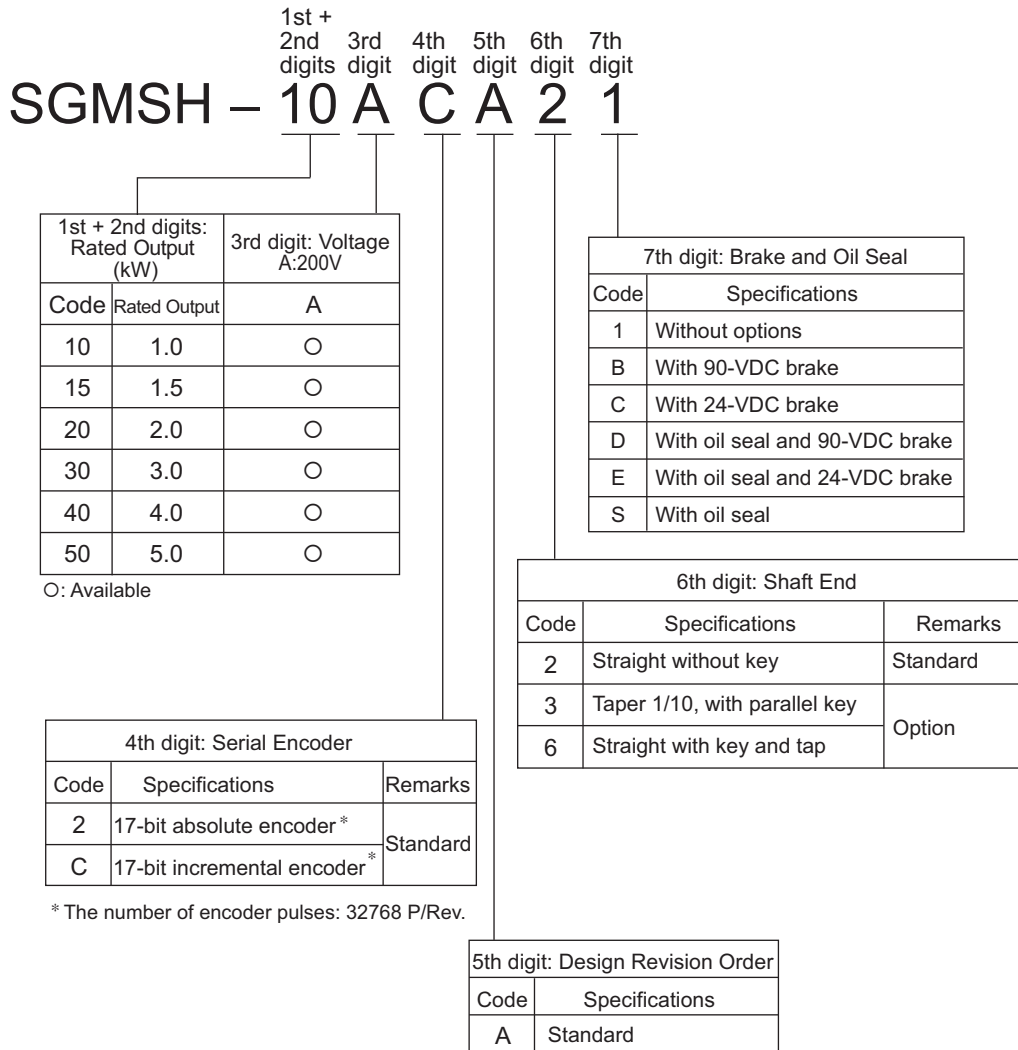 1st +
2nd 3rd 4th 5th 6th 7th
digits digit digit digit digit digit
SGMSH – 10 A C A 2 1
1st + 2nd digits:
Rated Output
(kW)
3rd digit: Voltage
A:200V
Code Rated Output A
10 1.0 ○
15 1.5 ○
20 2.0 ○
30 3.0 ○
40 4.0 ○
50 5.0 ○
○: Available
7th digit: Brake and Oil Seal
Code Specifications
1 Without options
B With 90-VDC brake
C With 24-VDC brake
D With oil seal and 90-VDC brake
E With oil seal and 24-VDC brake
S With oil seal
6th digit: Shaft End
Code Specifications Remarks
2 Straight without key Standard
3 Taper 1/10, with parallel key
Option
6 Straight with key and tap
4th digit: Serial Encoder
Code Specifications Remarks
2 17-bit absolute encoder *
Standard
C 17-bit incremental encoder *
* The number of encoder pulses: 32768 P/Rev.
5th digit: Design Revision Order
Code Specifications
A Standard